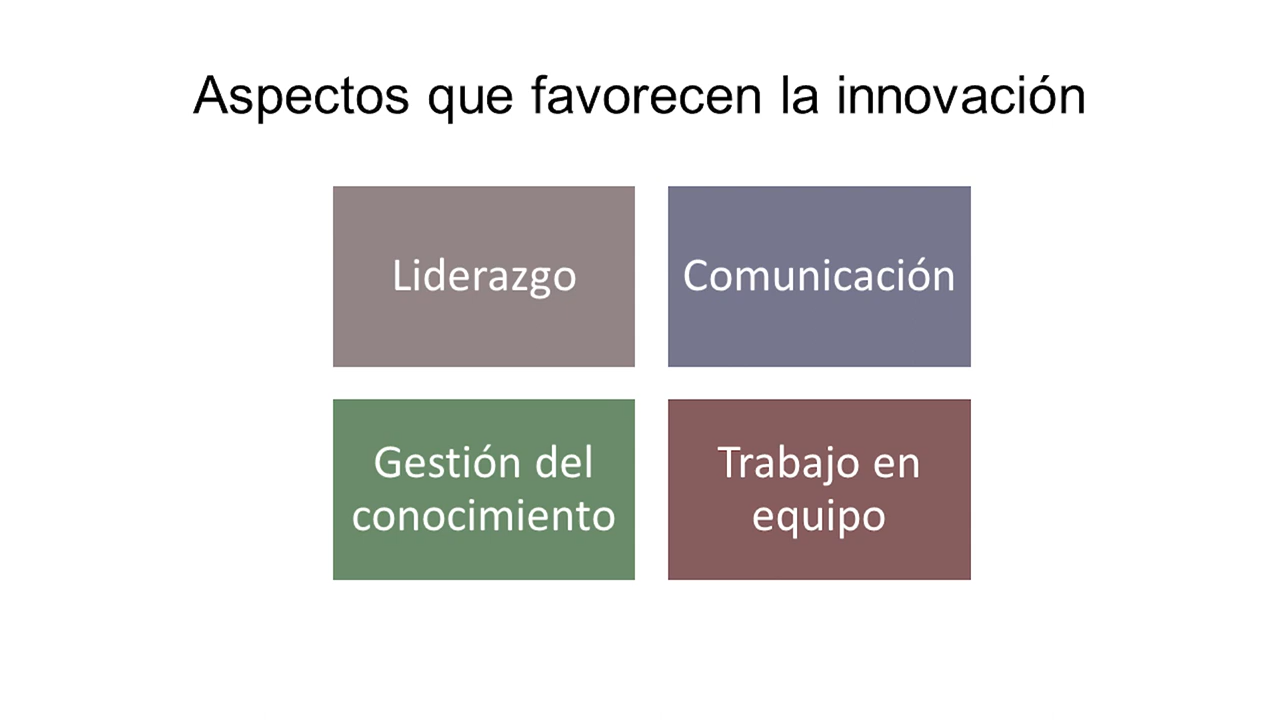 Aspectos que favorecen la innovación
Liderazgo
Comunicación
Gestión del
conocimiento
Trabajo en
equipo